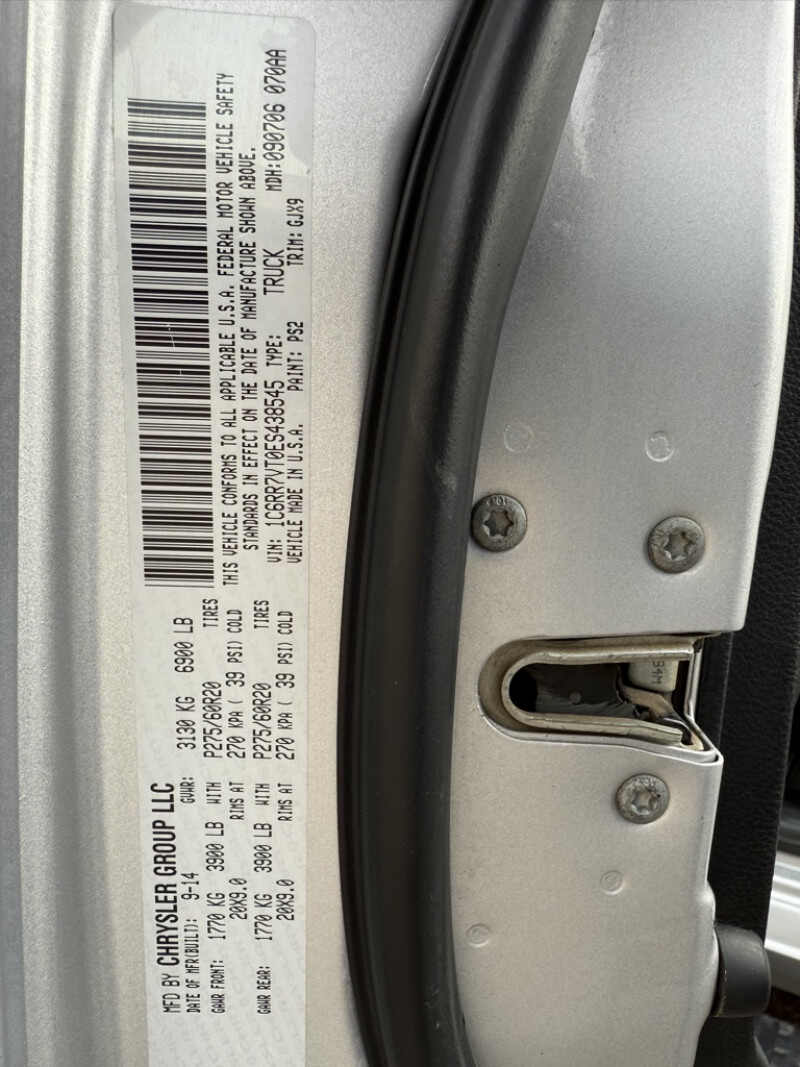 MFD BY CHRYSLER GROUP LLC
DATE OF MFR(BUILT): 9-14 GVWR: 3130 KG 6900 LB
GAWR FRONT: 1770 KG 3900 LB WITH P275/60R20 TIRES
20X9.0 RIMS AT 270 KPA ( 39 PSI) COLD
GAWR REAR: 1770 KG 3900 LB WITH P275/60R20 TIRES
20X9.0 RIMS AT 270 KPA ( 39 PSI) COLD
THIS VEHICLE CONFORMS TO ALL APPLICABLE U.S.A. FEDERAL MOTOR VEHICLE SAFETY
STANDARDS IN EFFECT ON THE DATE OF MANUFACTURE SHOWN ABOVE.
VIN: 1C6RR7VT0ES438545 TYPE: TRUCK MDH:090706 070AA
VEHICLE MADE IN U.S.A. PAINT: PS2 TRIM: GJX9